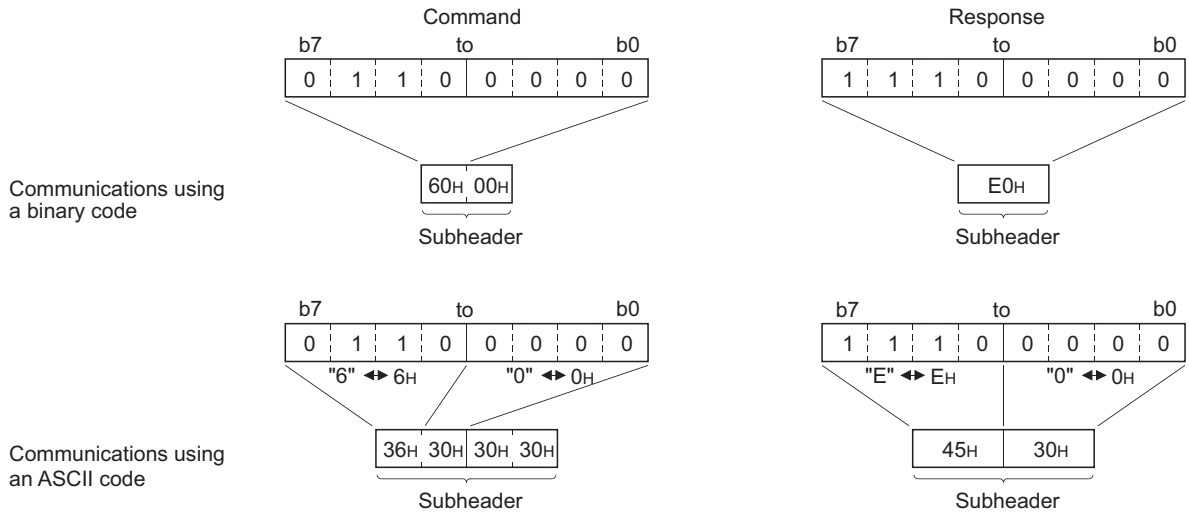 Command
b7 to b0
0 1 1 0 0 0 0 0
Communications using
a binary code
60H 00H
Subheader
Response
b7 to b0
1 1 1 0 0 0 0 0
E0H
Subheader
b7 to b0
0 1 1 0 0 0 0 0
"6" ↔ 6H "0" ↔ 0H
Communications using
an ASCII code
36H 30H 30H 30H
Subheader
b7 to b0
1 1 1 0 0 0 0 0
"E" ↔ EH "0" ↔ 0H
45H 30H
Subheader